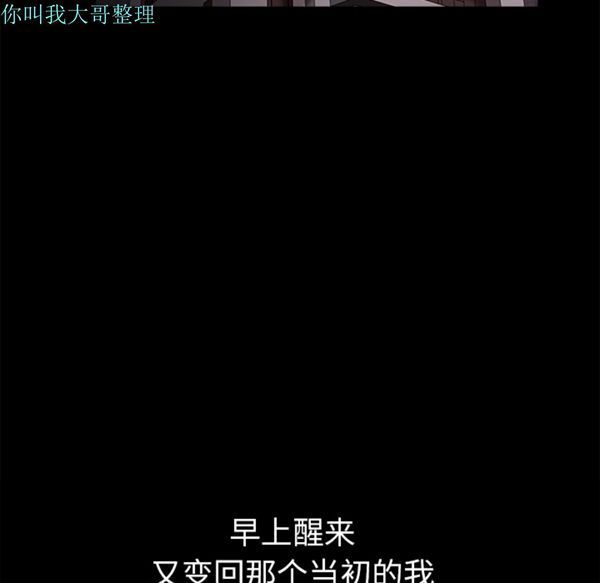 你叫我大哥整理
早上醒来
又变回那个当初的我